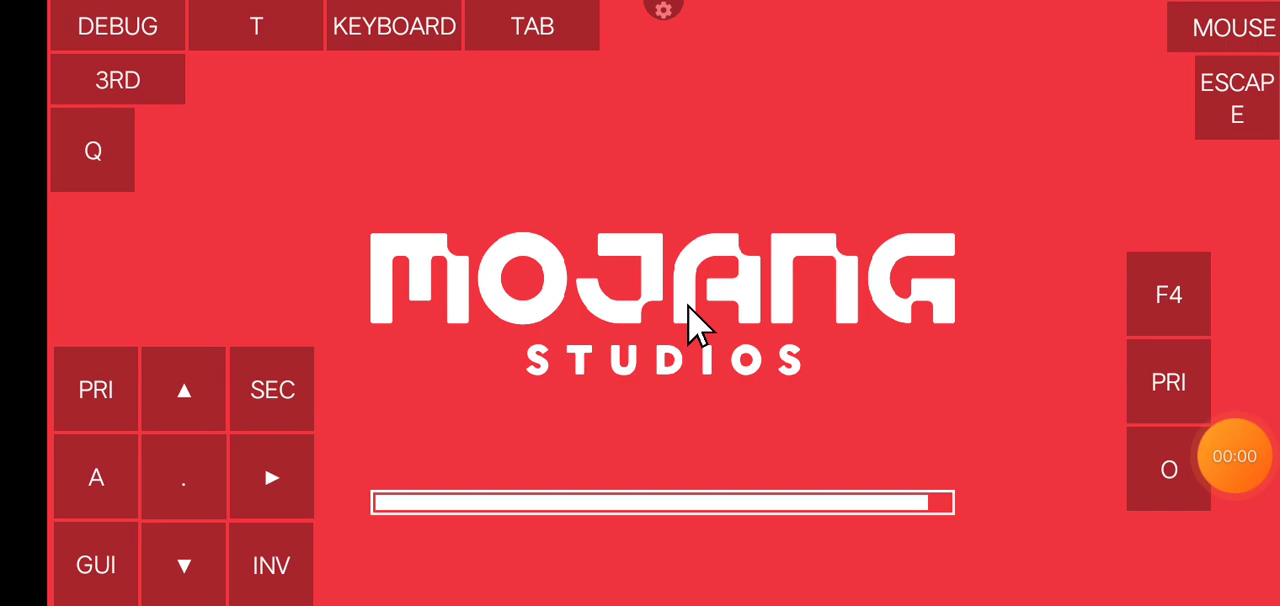 DEBUG T KEYBOARD TAB MOUSE
3RD ESCAP
E
Q
MOJANG
STUDIOS
F4
PRI ▲ SEC PRI
A . ► O 00:00
GUI ▼ INV